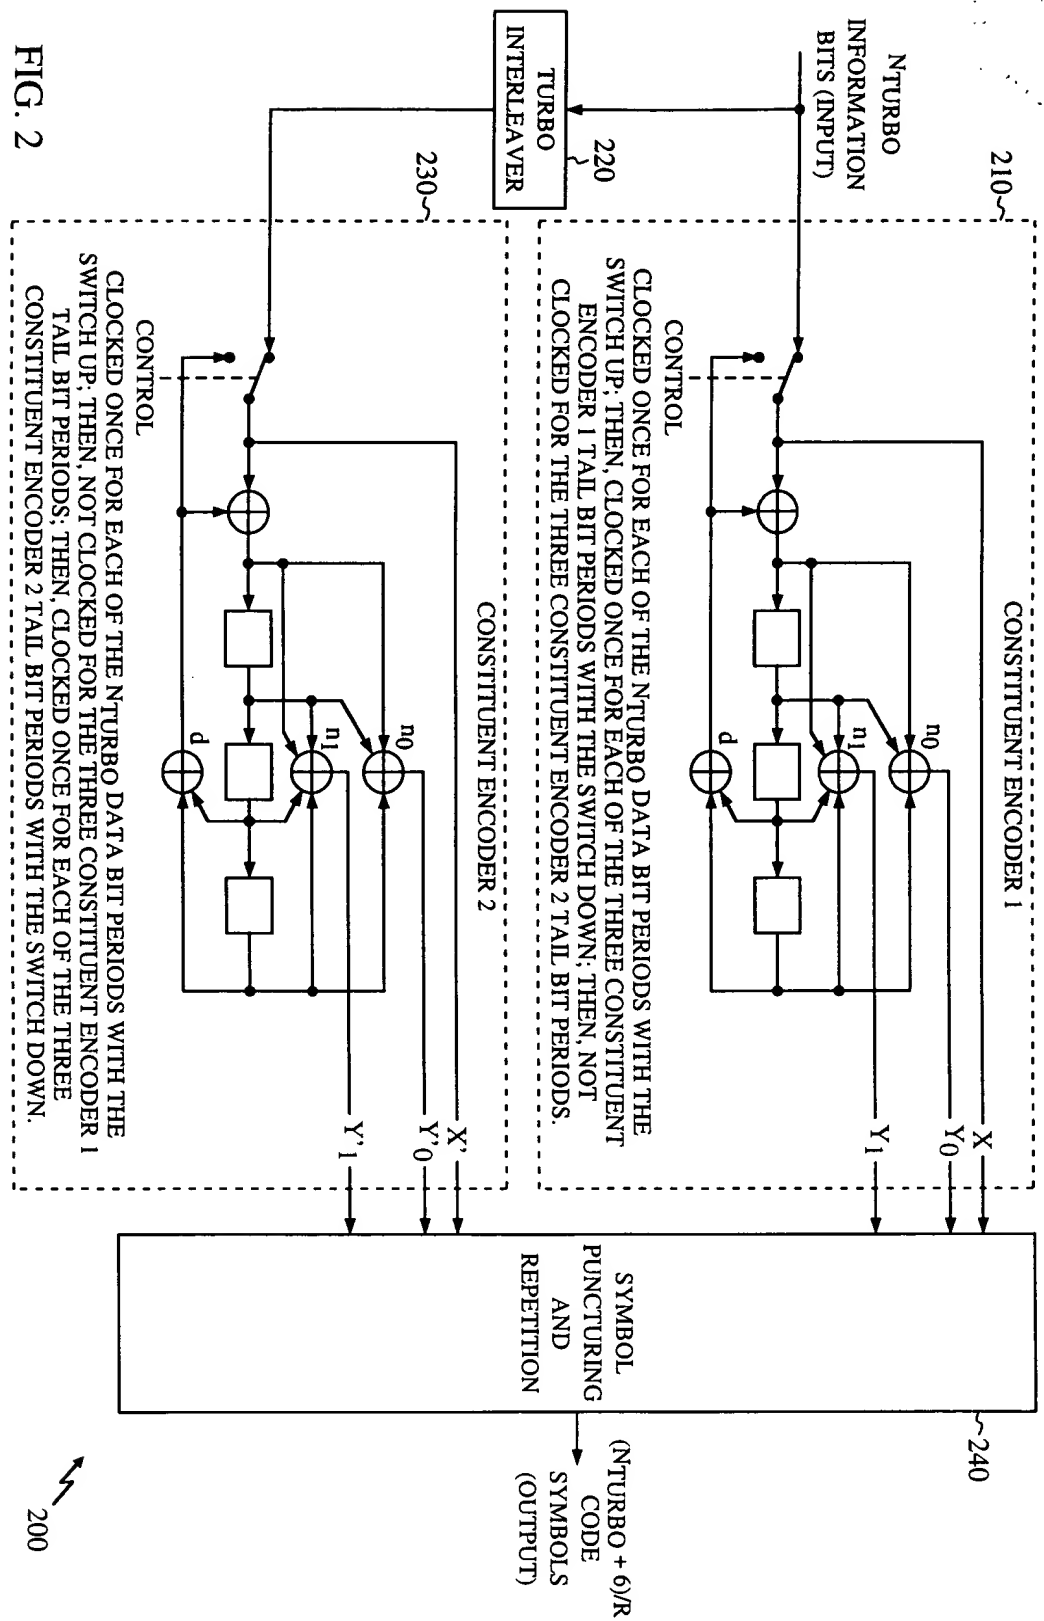 NTURBO
INFORMATION
BITS (INPUT)
210
CONSTITUENT ENCODER 1
X
Y0
Y1
n0
n1
d
CONTROL
CLOCKED ONCE FOR EACH OF THE NTURBO DATA BIT PERIODS WITH THE
SWITCH UP; THEN, CLOCKED ONCE FOR EACH OF THE THREE CONSTITUENT
ENCODER 1 TAIL BIT PERIODS WITH THE SWITCH DOWN; THEN, NOT
CLOCKED FOR THE THREE CONSTITUENT ENCODER 2 TAIL BIT PERIODS.
220
TURBO
INTERLEAVER
230
CONSTITUENT ENCODER 2
X'
Y'0
Y'1
n0
n1
d
CONTROL
CLOCKED ONCE FOR EACH OF THE NTURBO DATA BIT PERIODS WITH THE
SWITCH UP; THEN, NOT CLOCKED FOR THE THREE CONSTITUENT ENCODER 1
TAIL BIT PERIODS; THEN, CLOCKED ONCE FOR EACH OF THE THREE
CONSTITUENT ENCODER 2 TAIL BIT PERIODS WITH THE SWITCH DOWN.
240
SYMBOL
PUNCTURING
AND
REPETITION
(NTURBO + 6)/R
CODE
SYMBOLS
(OUTPUT)
200
FIG. 2